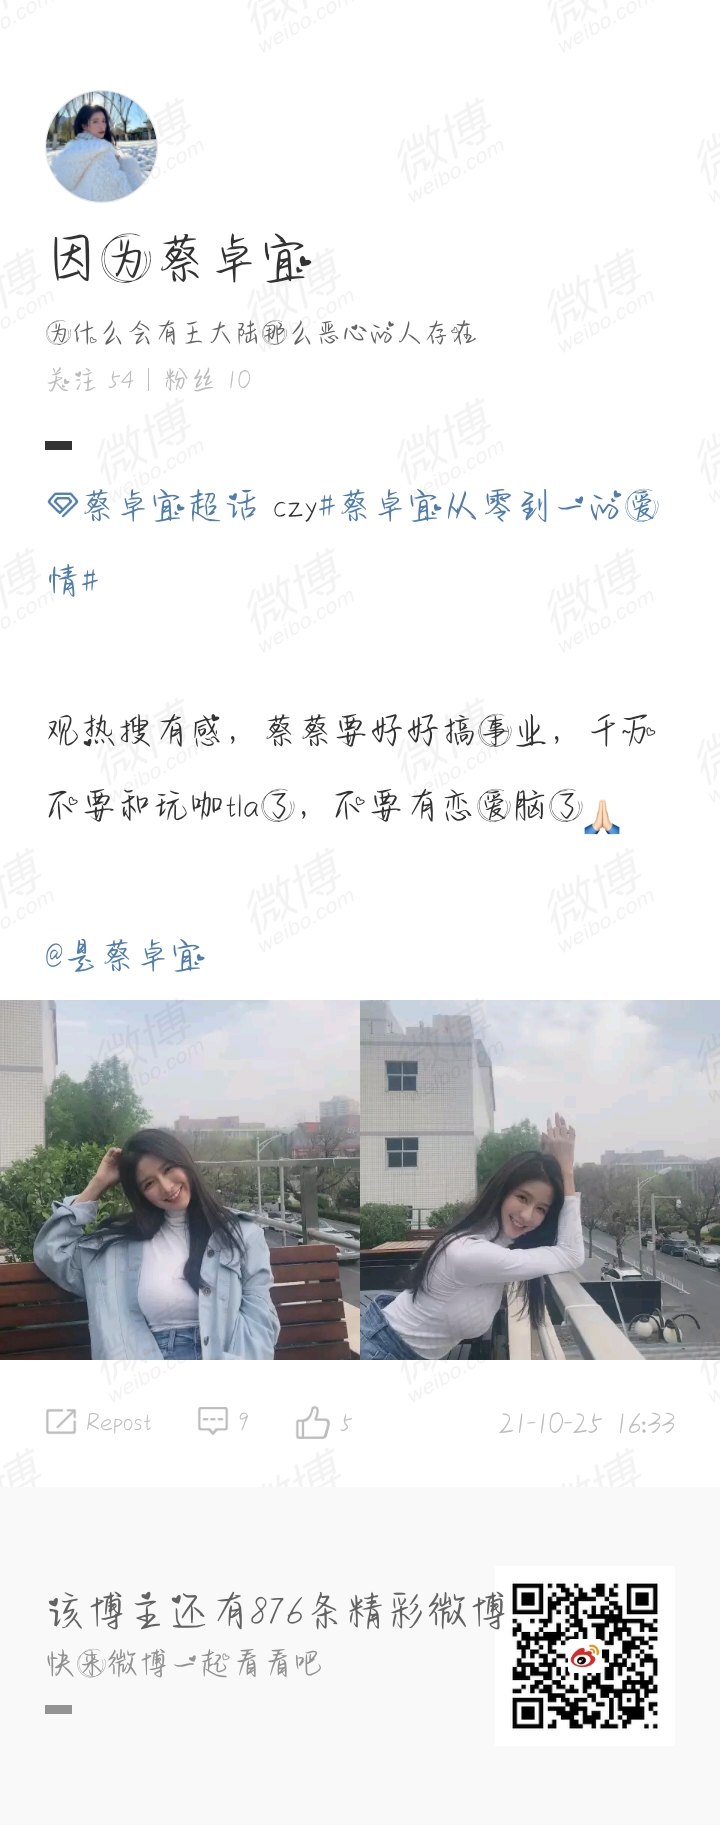 因为蔡卓宜
为什么会有王大陆那么恶心的人存在
关注 54 | 粉丝 10
蔡卓宜超话 czy#蔡卓宜从零到一的爱
情#
观热搜有感，蔡蔡要好好搞事业，千万
不要和玩咖tla了，不要有恋爱脑了🙏🏻
@是蔡卓宜
Repost 9 5 21-10-25 16:33
该博主还有876条精彩微博
快来微博一起看看吧
微博
weibo.com